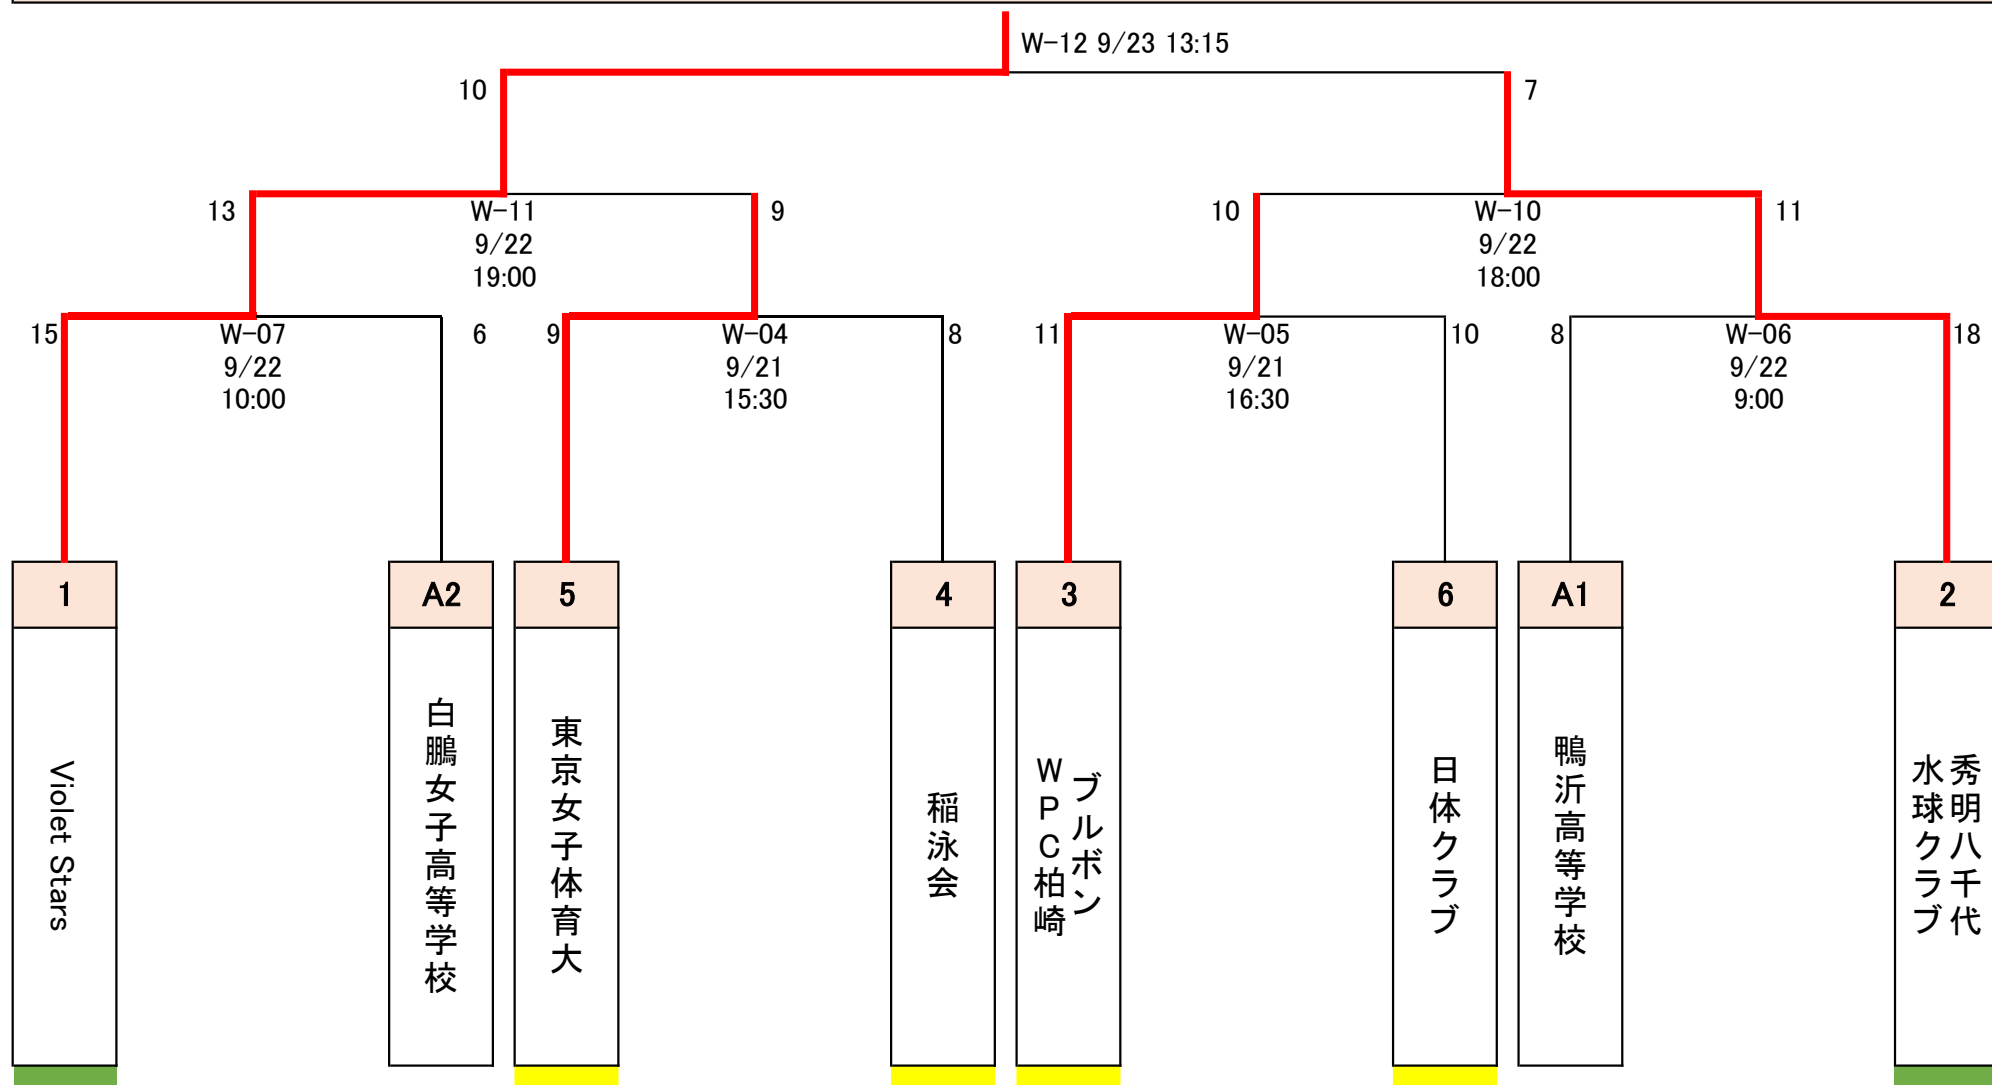 W-12 9/23 13:15
10
7
13
W-11
9/22
19:00
9
10
W-10
9/22
18:00
11
15
W-07
9/22
10:00
6
9
W-04
9/21
15:30
8
11
W-05
9/21
16:30
10
8
W-06
9/22
9:00
18
1
A2
5
4
3
6
A1
2
Violet Stars
白鵬女子高等学校
東京女子体育大
稲泳会
ブルボン
WPC柏崎
日体クラブ
鴨沂高等学校
秀明八千代
水球クラブ